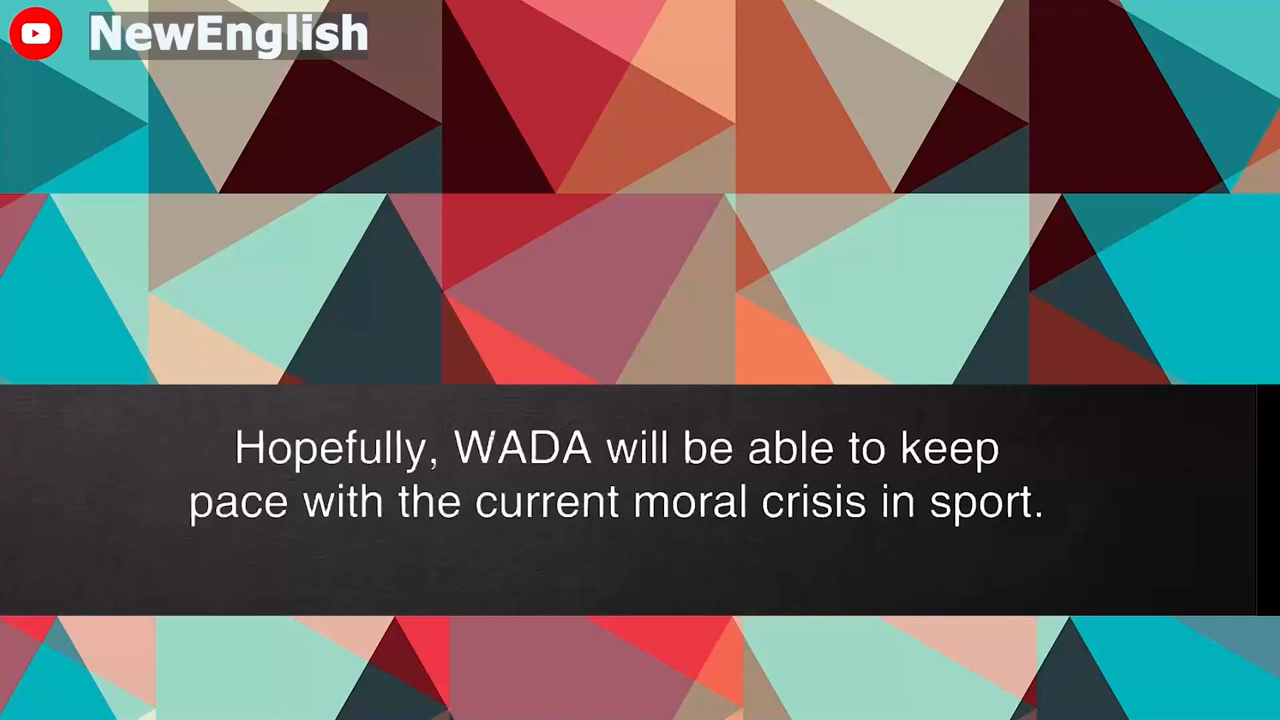 NewEnglish
Hopefully, WADA will be able to keep
pace with the current moral crisis in sport.